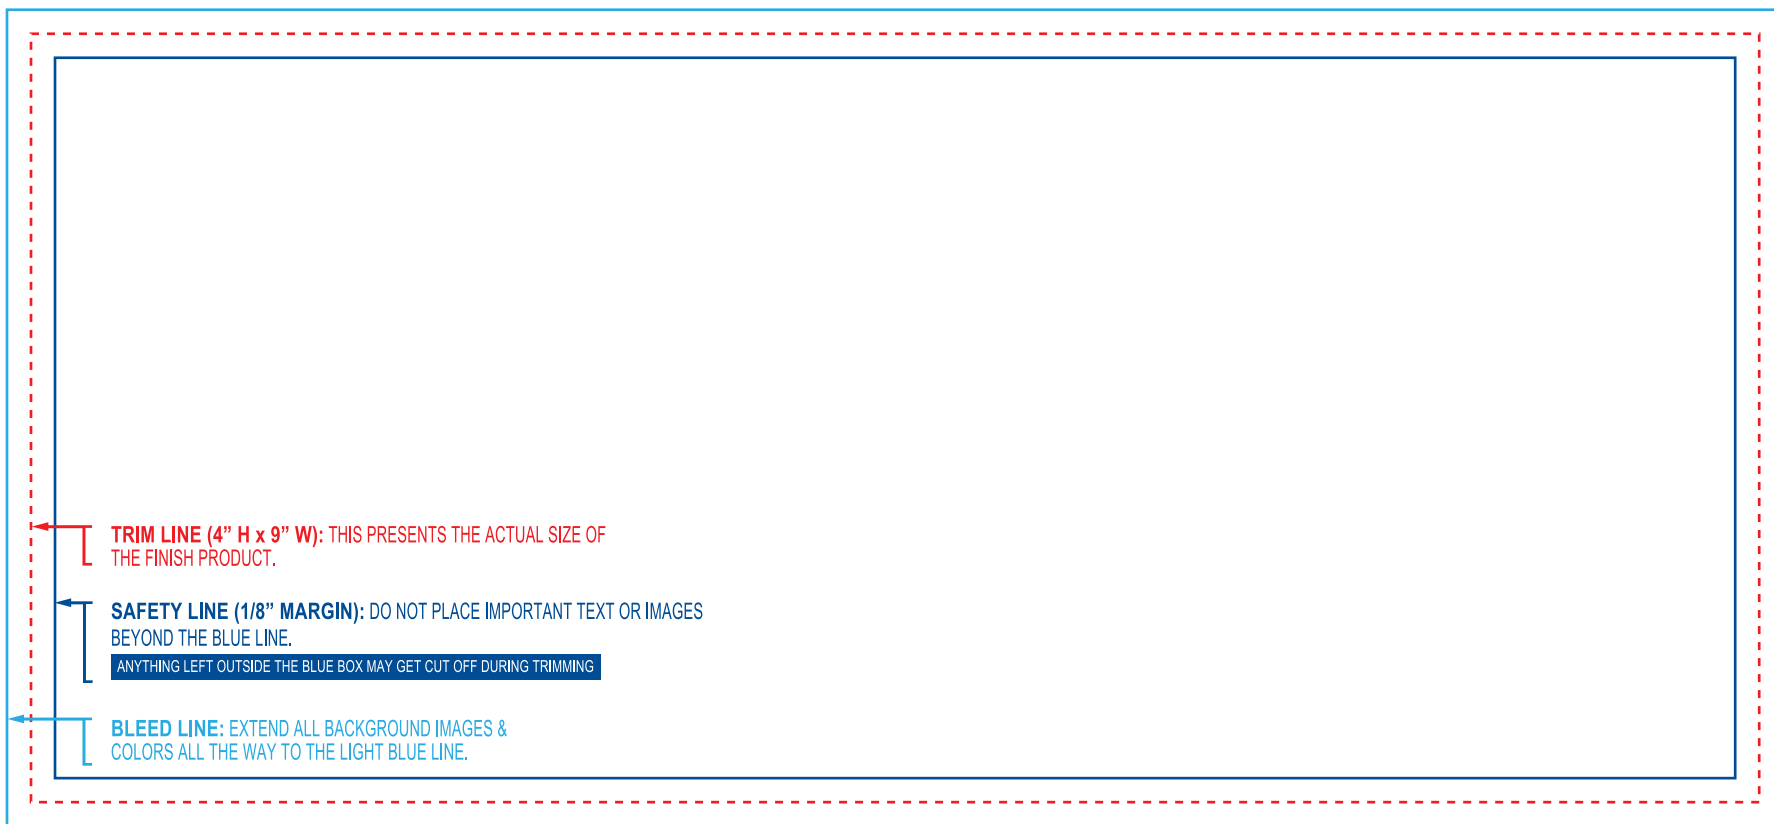 TRIM LINE (4” H x 9” W): THIS PRESENTS THE ACTUAL SIZE OF
THE FINISH PRODUCT.
SAFETY LINE (1/8” MARGIN): DO NOT PLACE IMPORTANT TEXT OR IMAGES
BEYOND THE BLUE LINE.
ANYTHING LEFT OUTSIDE THE BLUE BOX MAY GET CUT OFF DURING TRIMMING
BLEED LINE: EXTEND ALL BACKGROUND IMAGES &
COLORS ALL THE WAY TO THE LIGHT BLUE LINE.